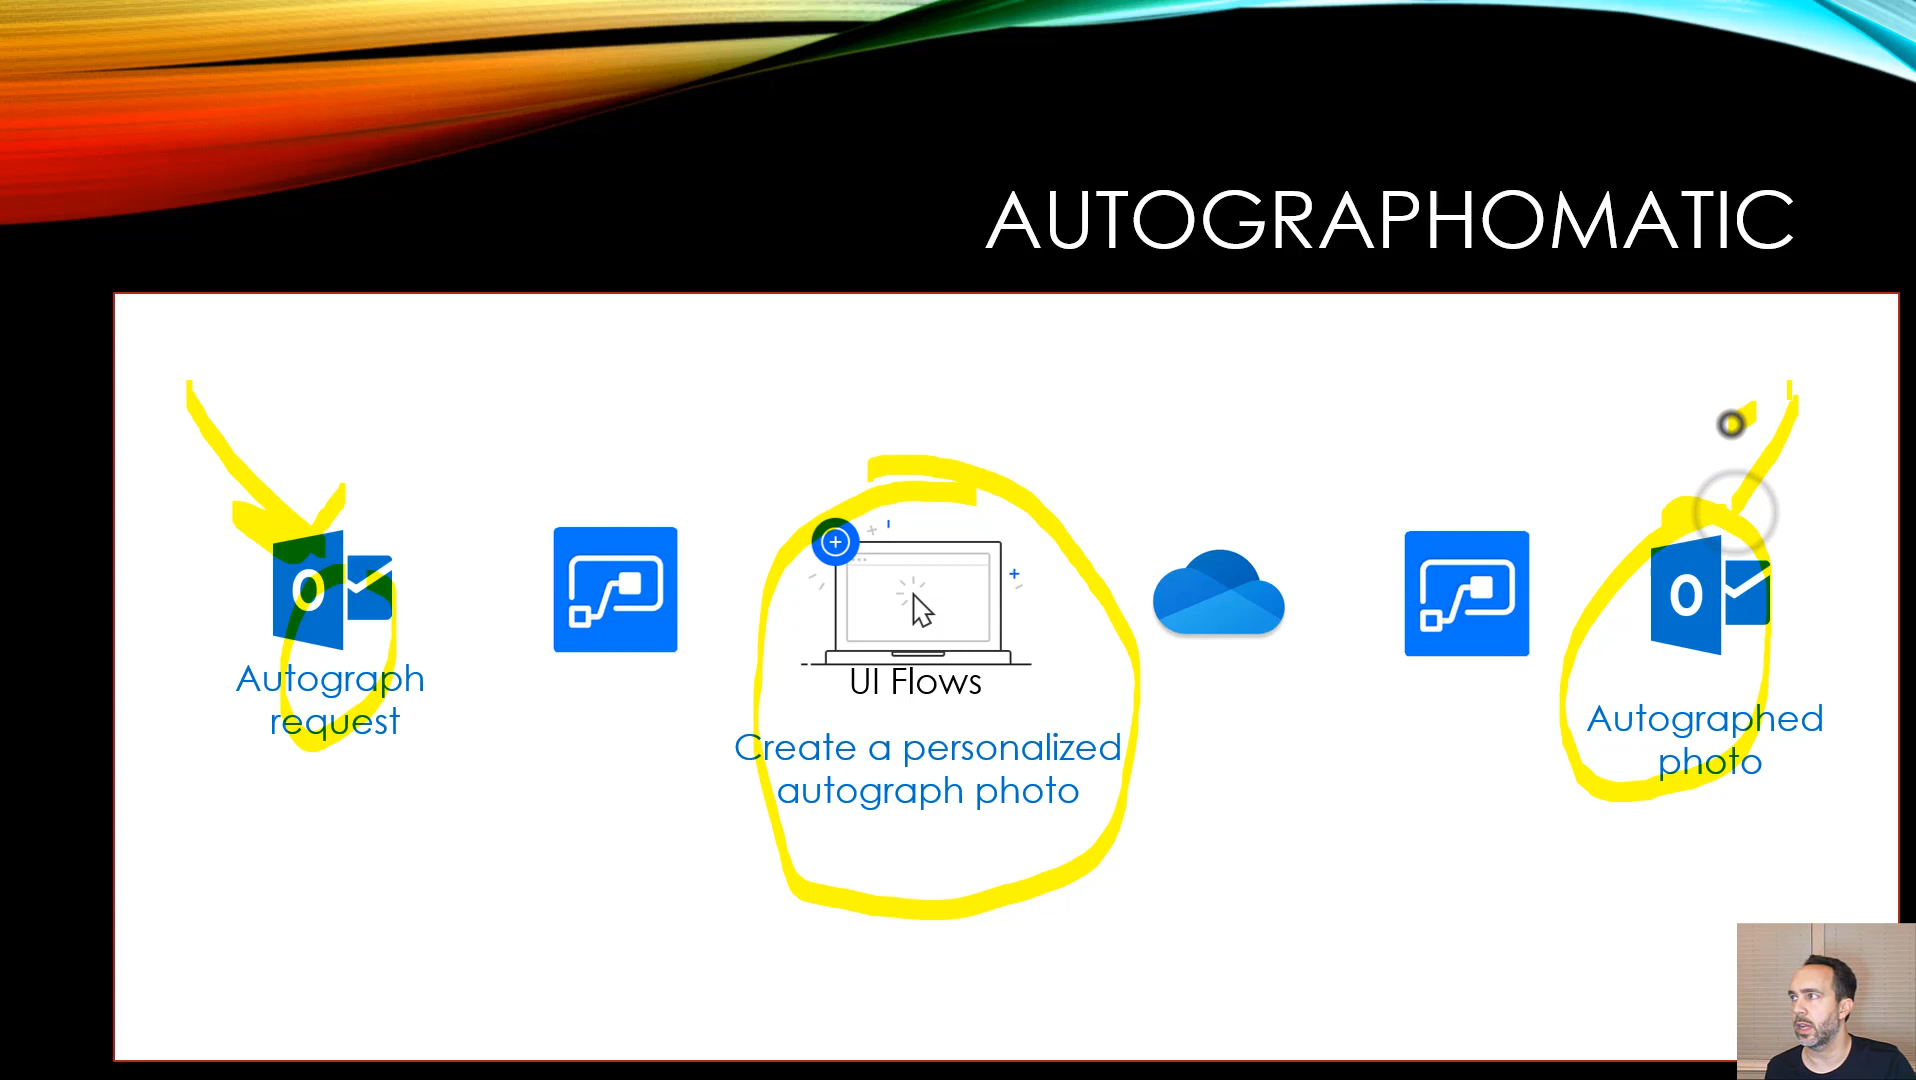 AUTOGRAPHOMATIC
Autograph
request
UI Flows
Create a personalized
autograph photo
Autographed
photo